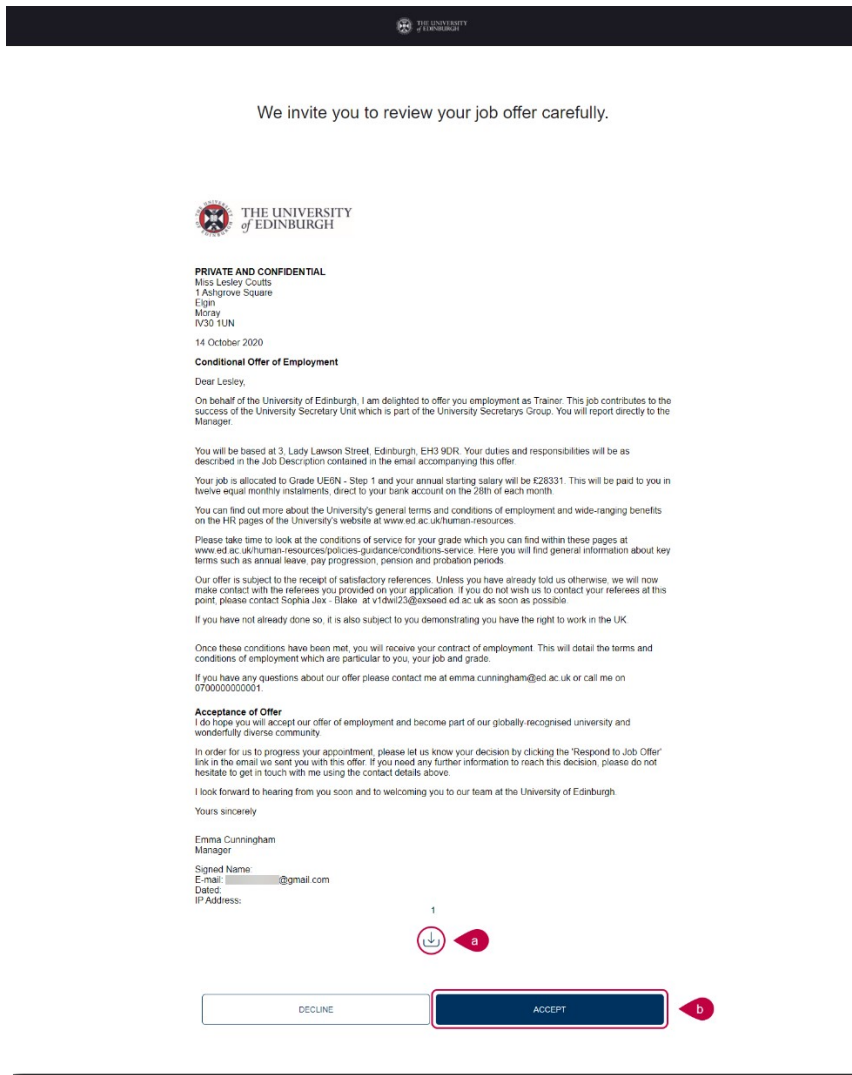 THE UNIVERSITY
of EDINBURGH
We invite you to review your job offer carefully.
THE UNIVERSITY
of EDINBURGH
PRIVATE AND CONFIDENTIAL
Miss Lesley Coutts
1 Ashgrove Square
Elgin
Moray
IV30 1UN
14 October 2020
Conditional Offer of Employment
Dear Lesley,
On behalf of the University of Edinburgh, I am delighted to offer you employment as Trainer. This job contributes to the
success of the University Secretary Unit which is part of the University Secretarys Group. You will report directly to the
Manager.
You will be based at 3, Lady Lawson Street, Edinburgh, EH3 9DR. Your duties and responsibilities will be as
described in the Job Description contained in the email accompanying this offer.
Your job is allocated to Grade UE6N - Step 1 and your annual starting salary will be £28331. This will be paid to you in
twelve equal monthly instalments, direct to your bank account on the 28th of each month.
You can find out more about the University's general terms and conditions of employment and wide-ranging benefits
on the HR pages of the University's website at www.ed.ac.uk/human-resources.
Please take time to look at the conditions of service for your grade which you can find within these pages at
www.ed.ac.uk/human-resources/policies-guidance/conditions-service. Here you will find general information about key
terms such as annual leave, pay progression, pension and probation periods.
Our offer is subject to the receipt of satisfactory references. Unless you have already told us otherwise, we will now
make contact with the referees you provided on your application. If you do not wish us to contact your referees at this
point, please contact Sophia Jex - Blake at v1dwil23@exseed.ed.ac.uk as soon as possible.
If you have not already done so, it is also subject to you demonstrating you have the right to work in the UK.
Once these conditions have been met, you will receive your contract of employment. This will detail the terms and
conditions of employment which are particular to you, your job and grade.
If you have any questions about our offer please contact me at emma.cunningham@ed.ac.uk or call me on
0700000000001.
Acceptance of Offer
I do hope you will accept our offer of employment and become part of our globally-recognised university and
wonderfully diverse community.
In order for us to progress your appointment, please let us know your decision by clicking the 'Respond to Job Offer'
link in the email we sent you with this offer. If you need any further information to reach this decision, please do not
hesitate to get in touch with me using the contact details above.
I look forward to hearing from you soon and to welcoming you to our team at the University of Edinburgh.
Yours sincerely
Emma Cunningham
Manager
Signed Name:
E-mail: @gmail.com
Dated:
IP Address:
1
a
DECLINE
ACCEPT
b